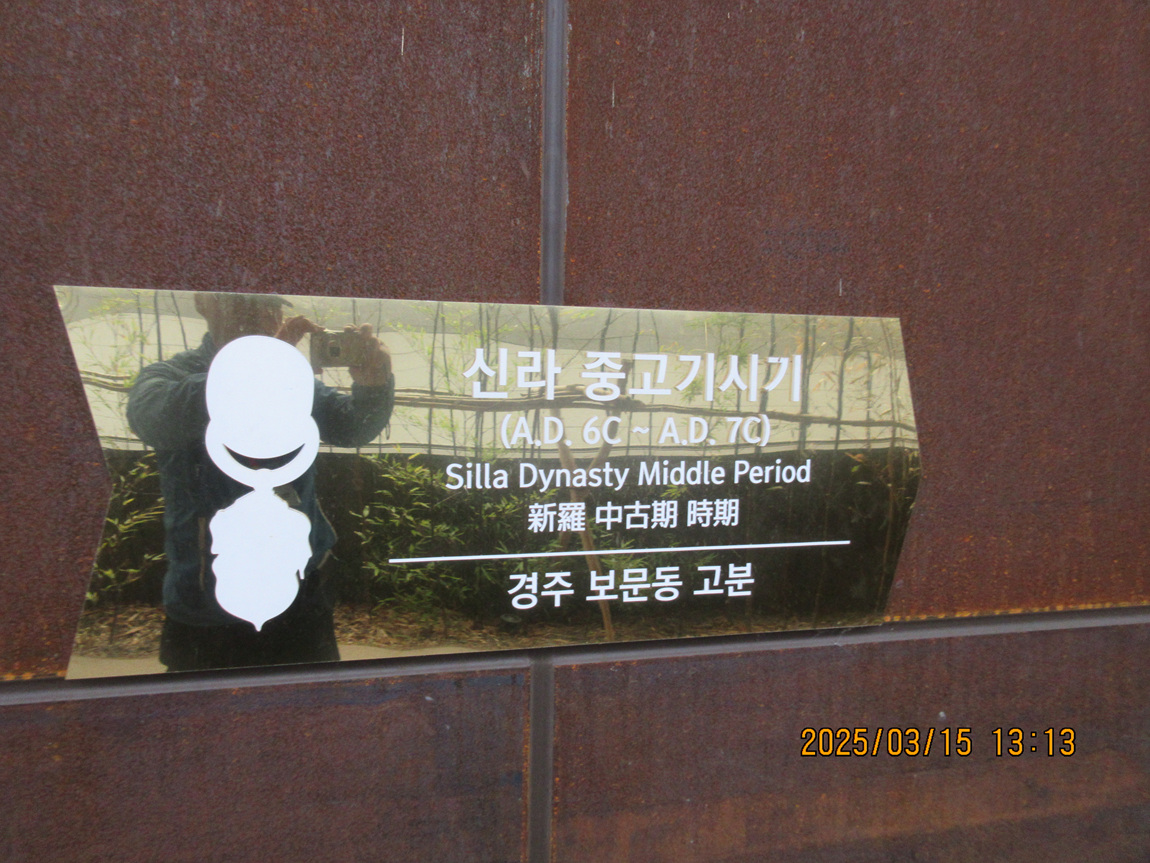 신라 중고기시기
(A.D. 6C ~ A.D. 7C)
Silla Dynasty Middle Period
新羅 中古期 時期
경주 보문동 고분
2025/03/15 13:13